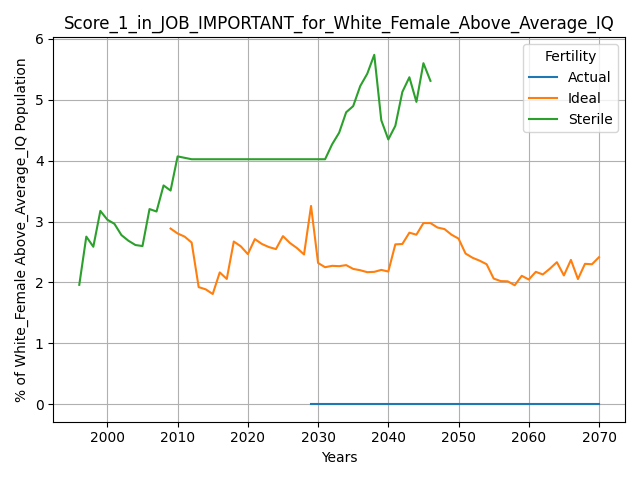 Score_1_in_JOB_IMPORTANT_for_White_Female_Above_Average_IQ
% of White_Female Above_Average_IQ Population
6
5
4
3
2
1
0
Fertility
Actual
Ideal
Sterile
2000 2010 2020 2030 2040 2050 2060 2070
Years